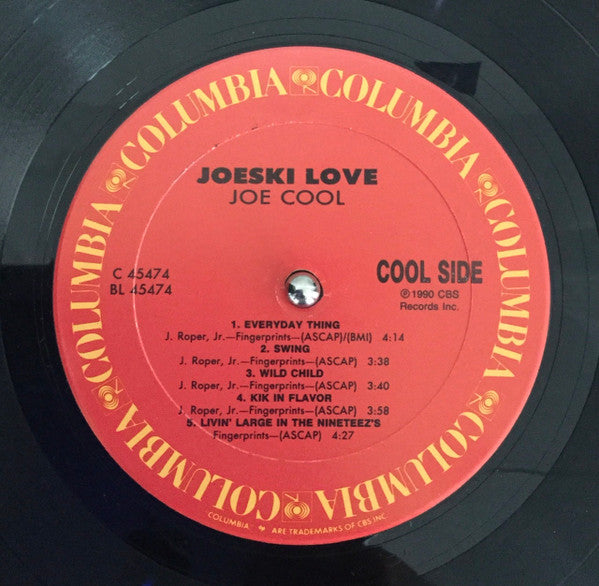 COLUMBIA COLUMBIA COLUMBIA COLUMBIA COLUMBIA COLUMBIA COLUMBIA COLUMBIA
JOESKI LOVE
JOE COOL
C 45474
BL 45474
COOL SIDE
℗1990 CBS
Records Inc.
1. EVERYDAY THING
J. Roper, Jr.—Fingerprints—(ASCAP)/(BMI) 4:14
2. SWING
J. Roper, Jr.—Fingerprints—(ASCAP) 3:38
3. WILD CHILD
J. Roper, Jr.—Fingerprints—(ASCAP) 3:40
4. KIK IN FLAVOR
J. Roper, Jr.—Fingerprints—(ASCAP) 3:58
5. LIVIN' LARGE IN THE NINETEEZ'S
Fingerprints—(ASCAP) 4:27
"COLUMBIA," ARE TRADEMARKS OF CBS INC.